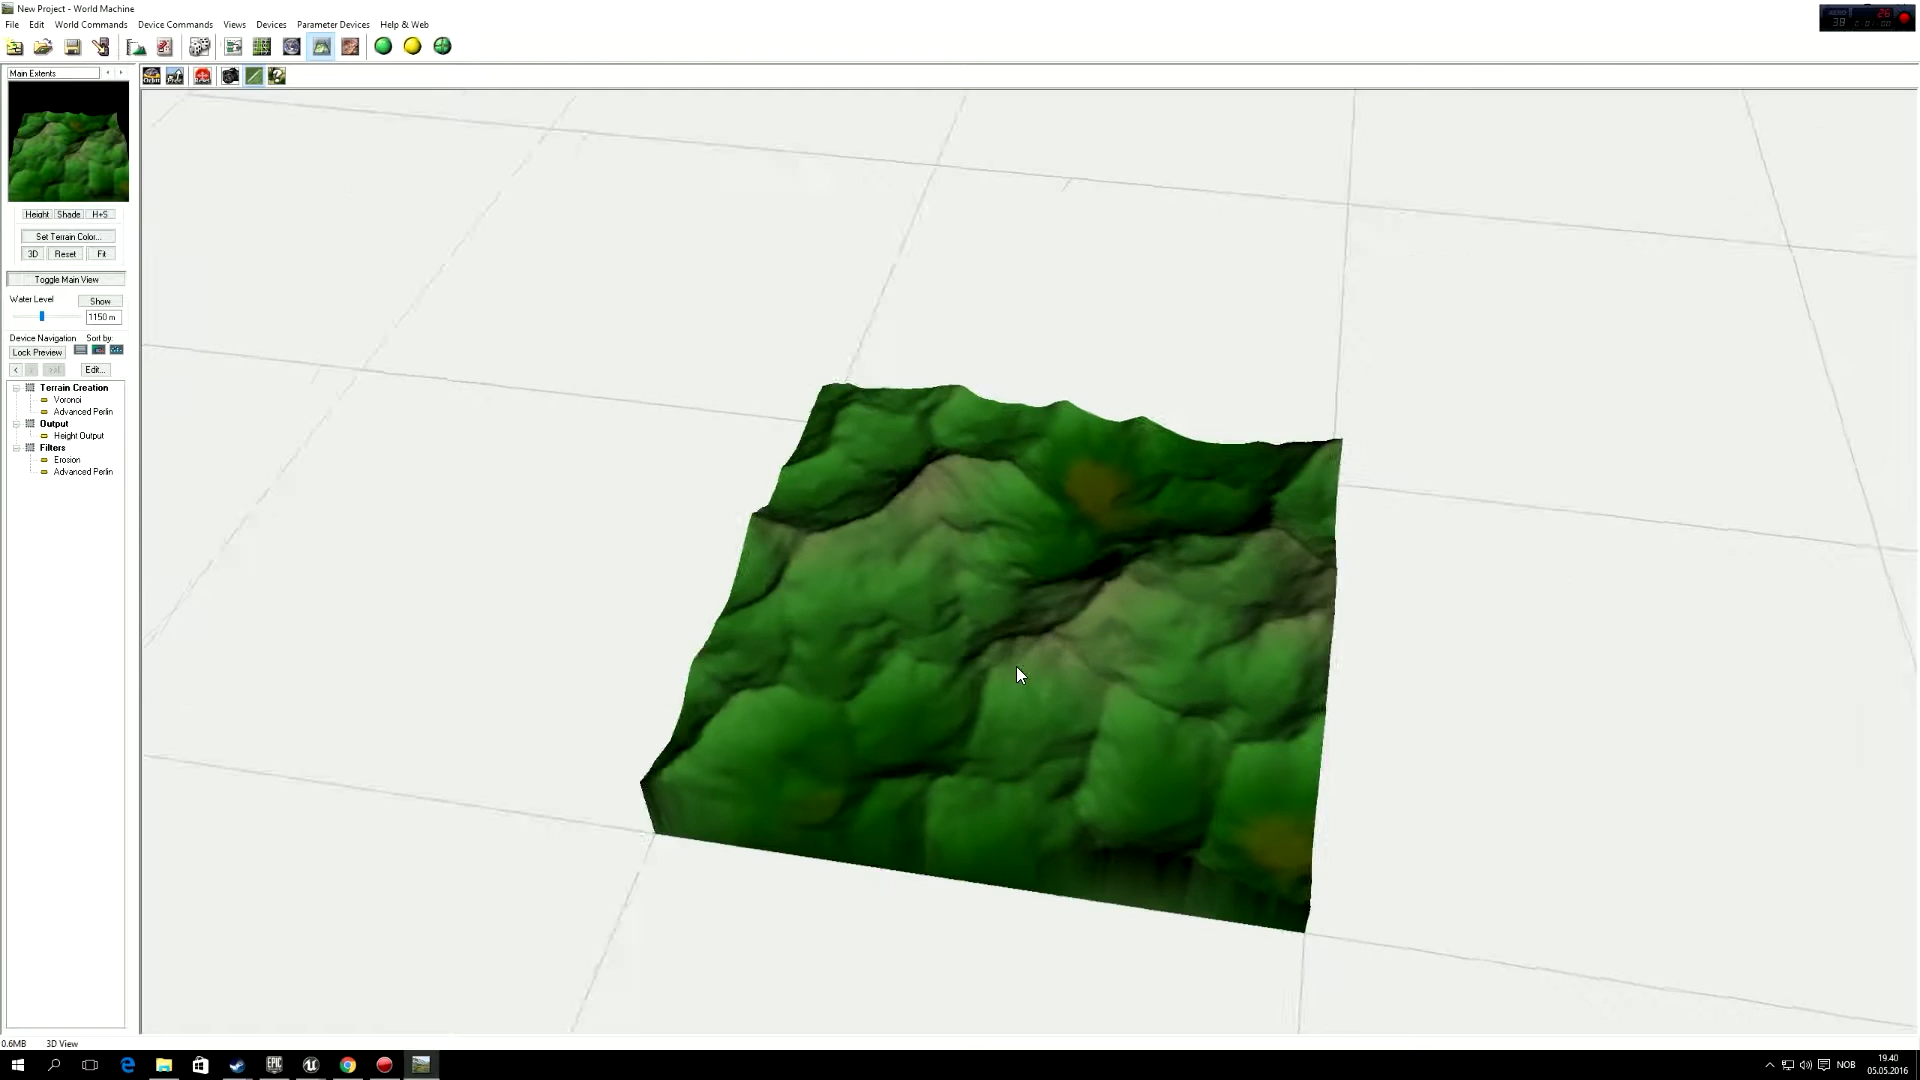 New Project - World Machine
File Edit World Commands Device Commands Views Devices Parameter Devices Help & Web
26
38
Main Extents
Height Shade H+S
Set Terrain Color...
3D Reset Fit
Toggle Main View
Water Level Show
1150 m
Device Navigation Sort by:
Lock Preview
< Edit...
Terrain Creation
Voronoi
Advanced Perlin
Output
Height Output
Filters
Erosion
Advanced Perlin
0.6MB 3D View
EPIC
NOB
19.40
05.05.2016